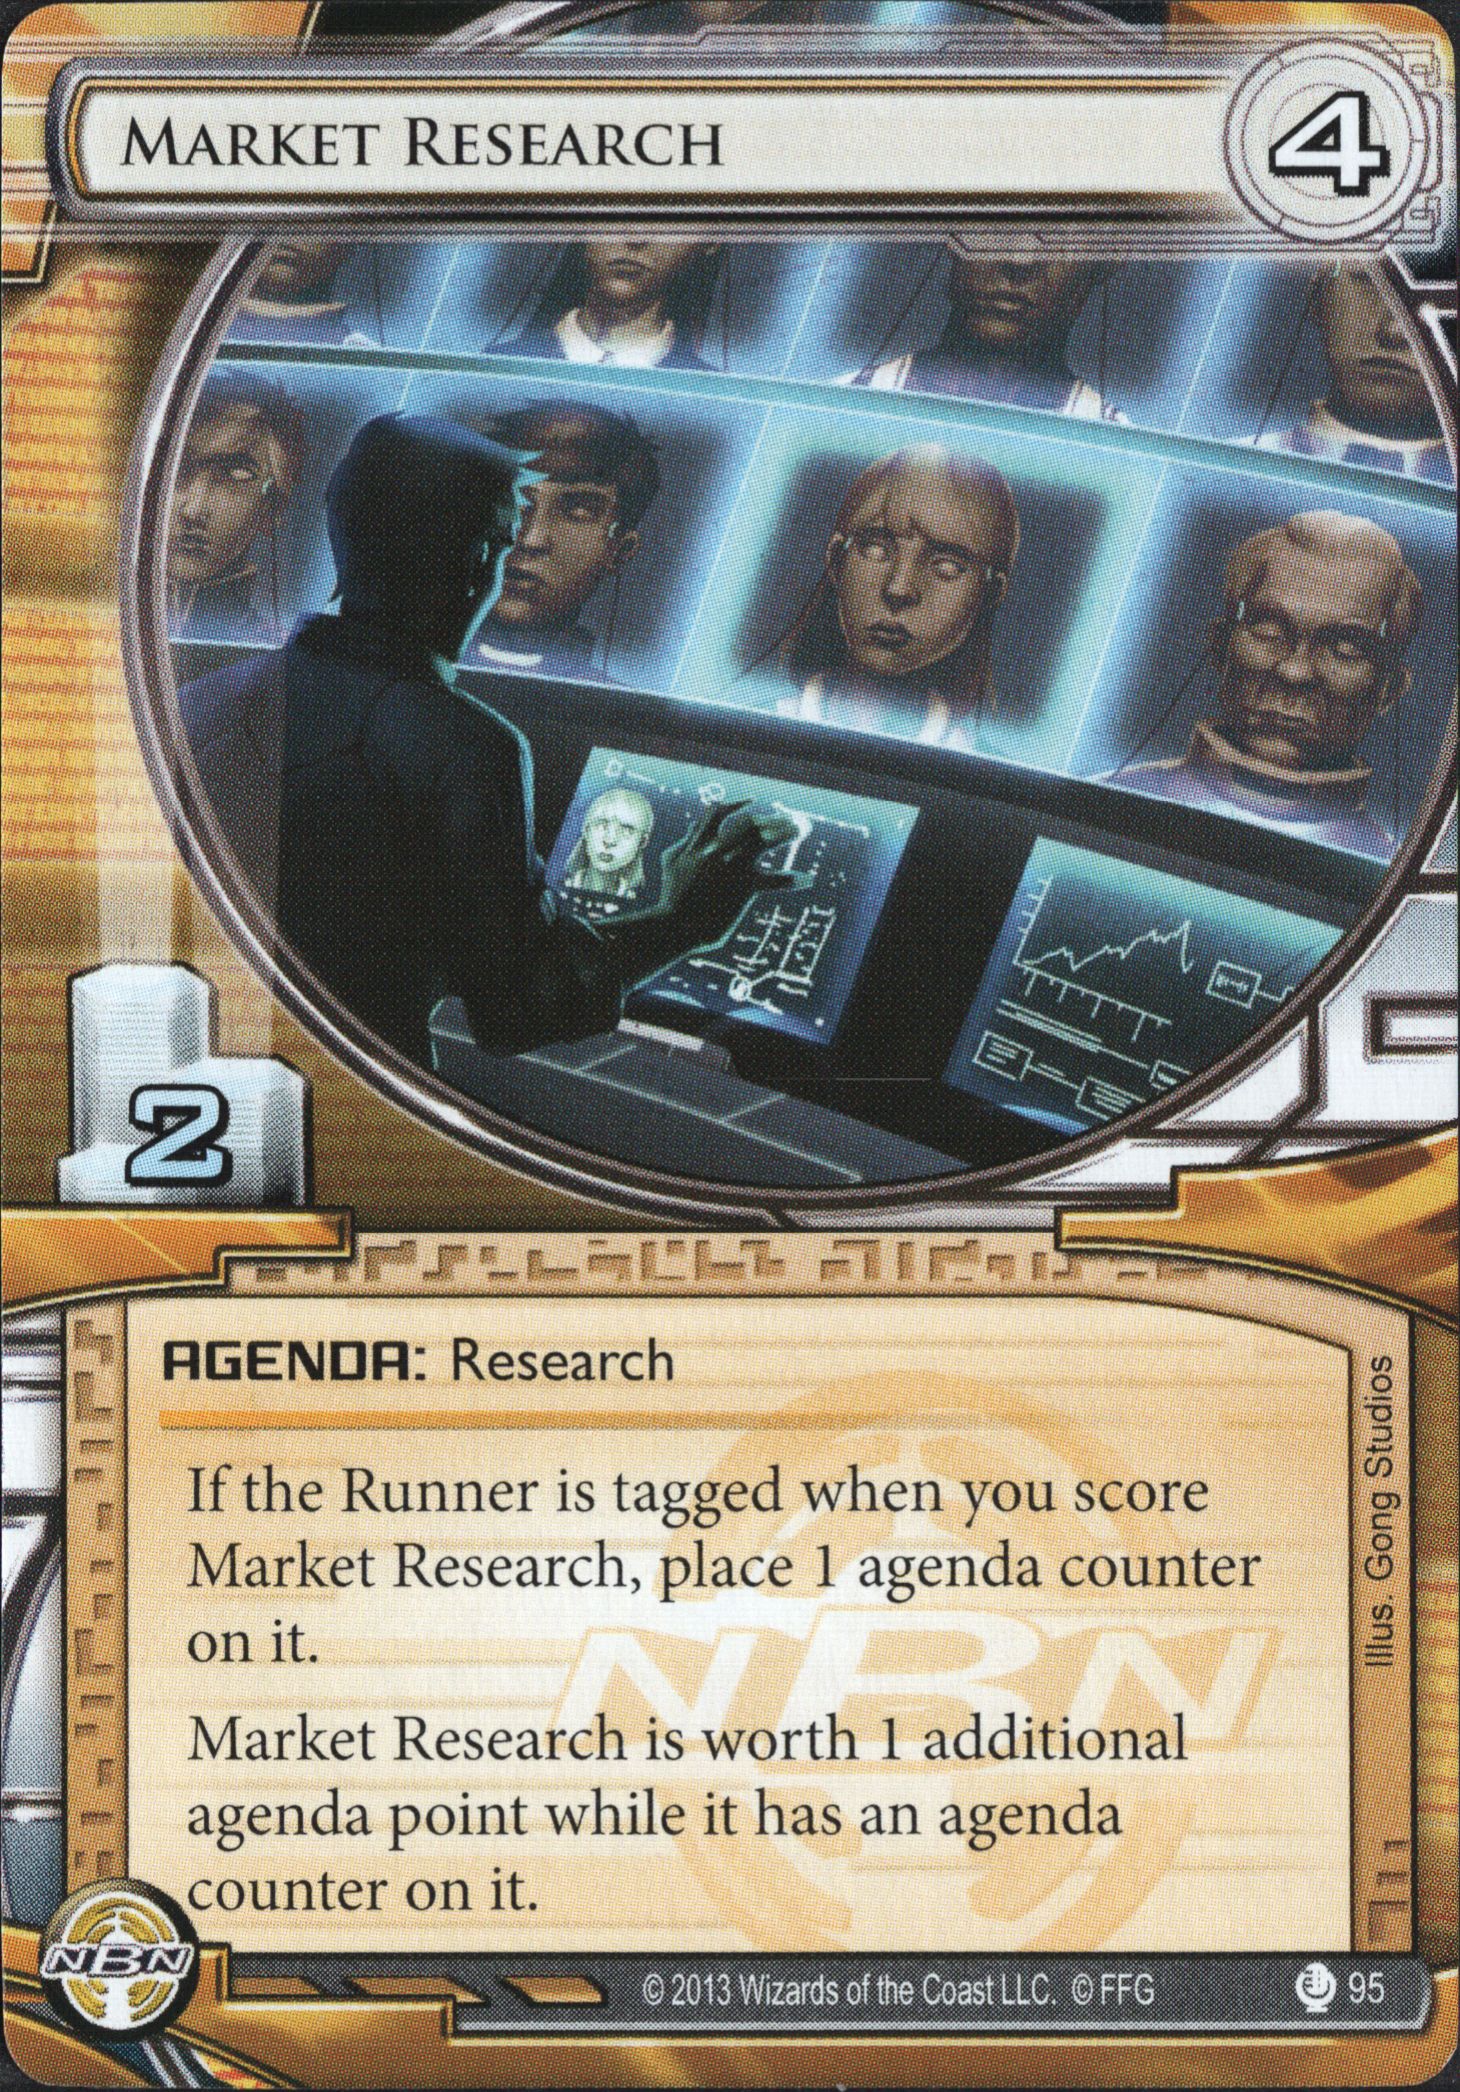 Market Research
4
2
AGENDA: Research
If the Runner is tagged when you score
Market Research, place 1 agenda counter
on it.
Market Research is worth 1 additional
agenda point while it has an agenda
counter on it.
Illus. Gong Studios
NBN
NBN
© 2013 Wizards of the Coast LLC. © FFG
95